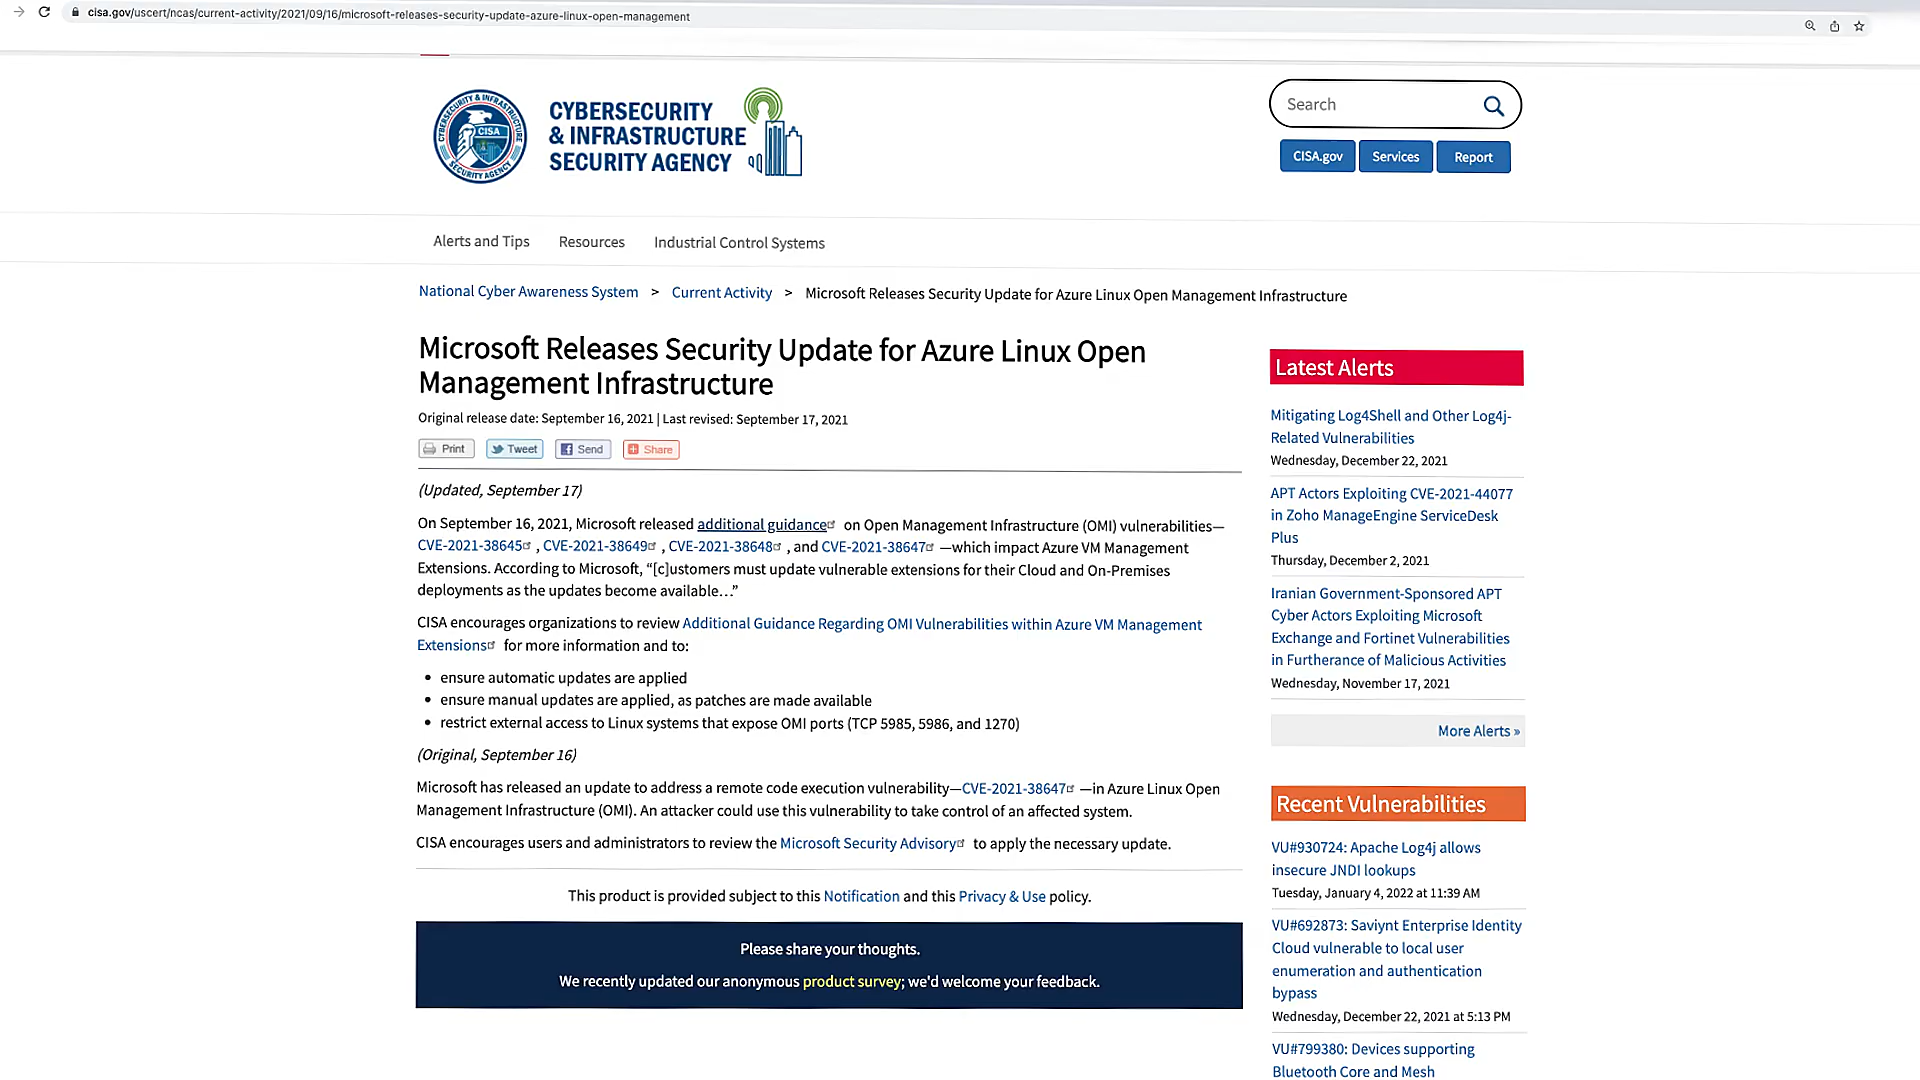 cisa.gov/uscert/ncas/current-activity/2021/09/16/microsoft-releases-security-update-azure-linux-open-management
CYBERSECURITY & INFRASTRUCTURE
CISA
SECURITY AGENCY
CYBERSECURITY
& INFRASTRUCTURE
SECURITY AGENCY
Search
CISA.gov
Services
Report
Alerts and Tips
Resources
Industrial Control Systems
National Cyber Awareness System > Current Activity > Microsoft Releases Security Update for Azure Linux Open Management Infrastructure
Microsoft Releases Security Update for Azure Linux Open
Management Infrastructure
Original release date: September 16, 2021 | Last revised: September 17, 2021
Print
Tweet
Send
Share
(Updated, September 17)
On September 16, 2021, Microsoft released additional guidance on Open Management Infrastructure (OMI) vulnerabilities—
CVE-2021-38645 , CVE-2021-38649 , CVE-2021-38648 , and CVE-2021-38647 —which impact Azure VM Management
Extensions. According to Microsoft, “[c]ustomers must update vulnerable extensions for their Cloud and On-Premises
deployments as the updates become available…”
CISA encourages organizations to review Additional Guidance Regarding OMI Vulnerabilities within Azure VM Management
Extensions for more information and to:
• ensure automatic updates are applied
• ensure manual updates are applied, as patches are made available
• restrict external access to Linux systems that expose OMI ports (TCP 5985, 5986, and 1270)
(Original, September 16)
Microsoft has released an update to address a remote code execution vulnerability—CVE-2021-38647 —in Azure Linux Open
Management Infrastructure (OMI). An attacker could use this vulnerability to take control of an affected system.
CISA encourages users and administrators to review the Microsoft Security Advisory to apply the necessary update.
This product is provided subject to this Notification and this Privacy & Use policy.
Please share your thoughts.
We recently updated our anonymous product survey; we'd welcome your feedback.
Latest Alerts
Mitigating Log4Shell and Other Log4j-
Related Vulnerabilities
Wednesday, December 22, 2021
APT Actors Exploiting CVE-2021-44077
in Zoho ManageEngine ServiceDesk
Plus
Thursday, December 2, 2021
Iranian Government-Sponsored APT
Cyber Actors Exploiting Microsoft
Exchange and Fortinet Vulnerabilities
in Furtherance of Malicious Activities
Wednesday, November 17, 2021
More Alerts »
Recent Vulnerabilities
VU#930724: Apache Log4j allows
insecure JNDI lookups
Tuesday, January 4, 2022 at 11:39 AM
VU#692873: Saviynt Enterprise Identity
Cloud vulnerable to local user
enumeration and authentication
bypass
Wednesday, December 22, 2021 at 5:13 PM
VU#799380: Devices supporting
Bluetooth Core and Mesh